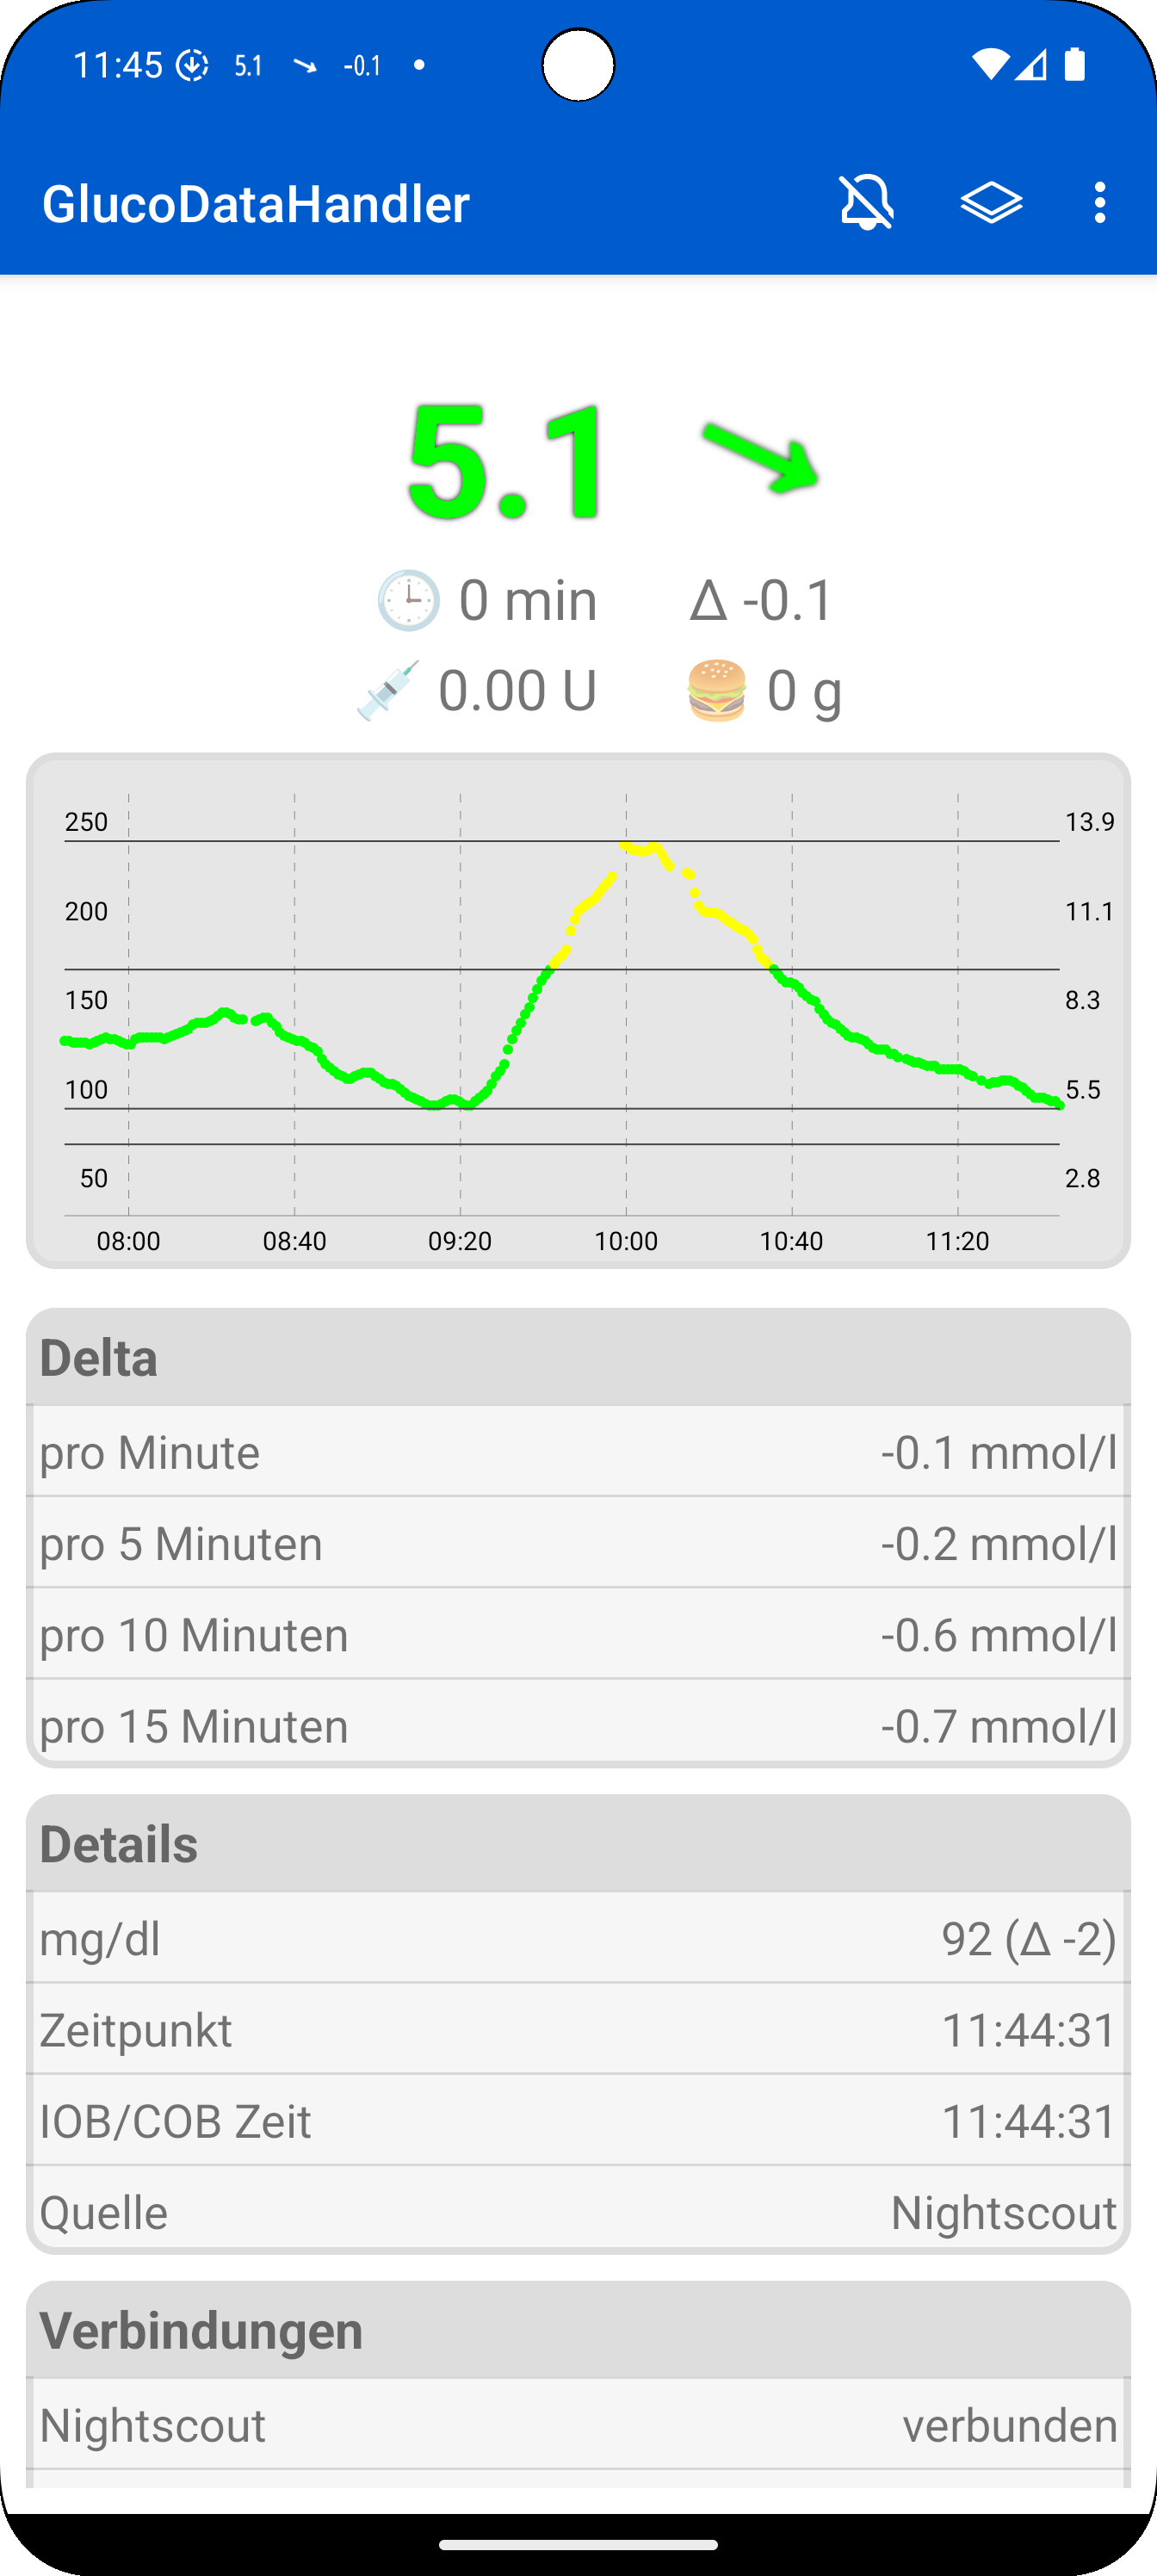 11:45 5.1 -0.1
GlucoDataHandler
5.1
0 min Δ -0.1
0.00 U 0 g
250 13.9
200 11.1
150 8.3
100 5.5
50 2.8
08:00 08:40 09:20 10:00 10:40 11:20
Delta
pro Minute -0.1 mmol/l
pro 5 Minuten -0.2 mmol/l
pro 10 Minuten -0.6 mmol/l
pro 15 Minuten -0.7 mmol/l
Details
mg/dl 92 (Δ -2)
Zeitpunkt 11:44:31
IOB/COB Zeit 11:44:31
Quelle Nightscout
Verbindungen
Nightscout verbunden